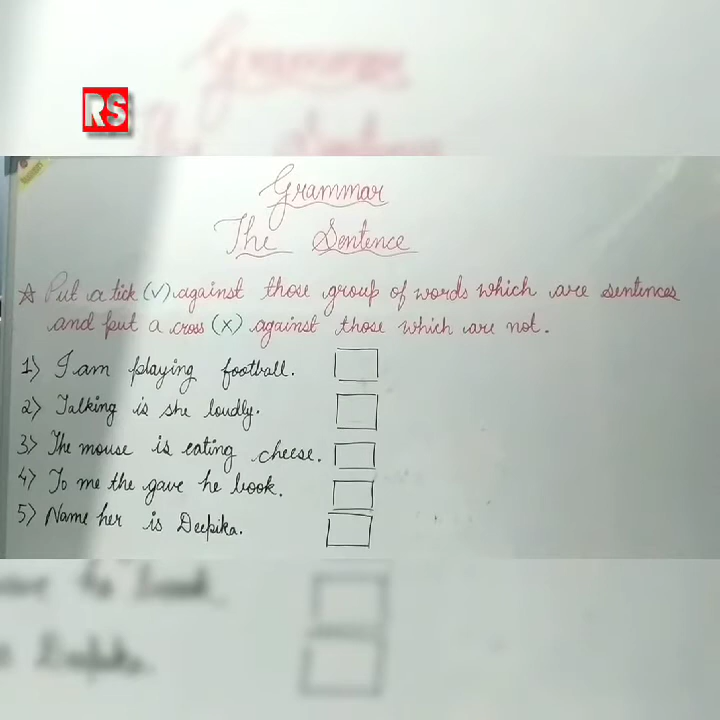 RS
Grammar
The Sentence
☆ Put a tick (✓) against those group of words which are sentences
and put a cross (X) against those which are not.
1) I am playing football.
2) Talking is she loudly.
3) The mouse is eating cheese.
4) To me the gave he book.
5) Name her is Deepika.